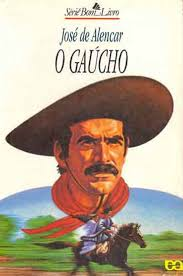 Série Bom Livro
José de Alencar
O GAÚCHO